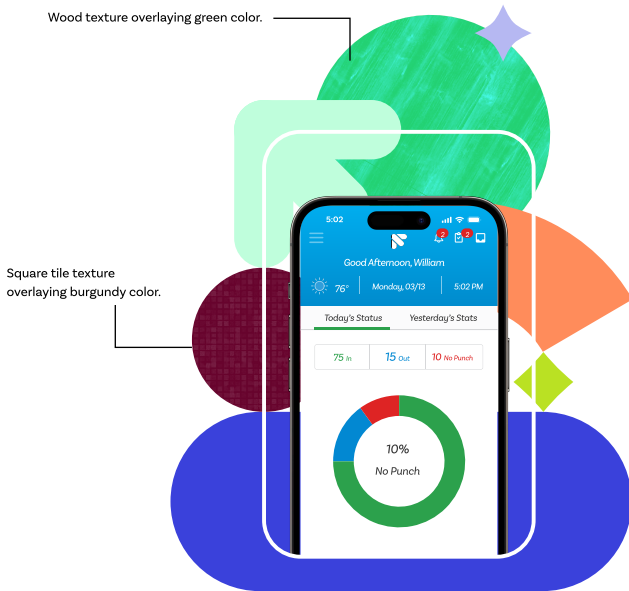 Wood texture overlaying green color.
Square tile texture
overlaying burgundy color.
5:02
2
2
Good Afternoon, William
76° Monday, 03/13 5:02 PM
Today's Status Yesterday's Stats
75 In 15 Out 10 No Punch
10%
No Punch